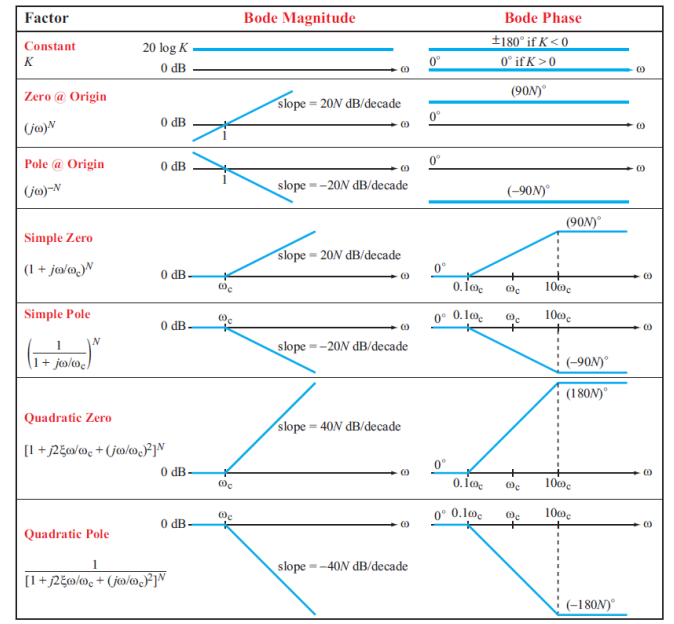 Factor Bode Magnitude Bode Phase
Constant
K
20 log K
0 dB
ω
±180° if K < 0
0° 0° if K > 0
ω
Zero @ Origin
(jω)^N
slope = 20N dB/decade
0 dB
1
ω
(90N)°
0°
ω
Pole @ Origin
(jω)^−N
0 dB
1
ω
slope = −20N dB/decade
0°
ω
(−90N)°
Simple Zero
(1 + jω/ω_c)^N
slope = 20N dB/decade
0 dB
ω_c
ω
(90N)°
0°
0.1ω_c ω_c 10ω_c
ω
Simple Pole
(1 / (1 + jω/ω_c))^N
0 dB
ω_c
ω
slope = −20N dB/decade
0° 0.1ω_c ω_c 10ω_c
ω
(−90N)°
Quadratic Zero
[1 + j2ξω/ω_c + (jω/ω_c)²]^N
slope = 40N dB/decade
0 dB
ω_c
ω
(180N)°
0°
0.1ω_c ω_c 10ω_c
ω
Quadratic Pole
1 / [1 + j2ξω/ω_c + (jω/ω_c)²]^N
0 dB
ω_c
ω
slope = −40N dB/decade
0° 0.1ω_c ω_c 10ω_c
ω
(−180N)°